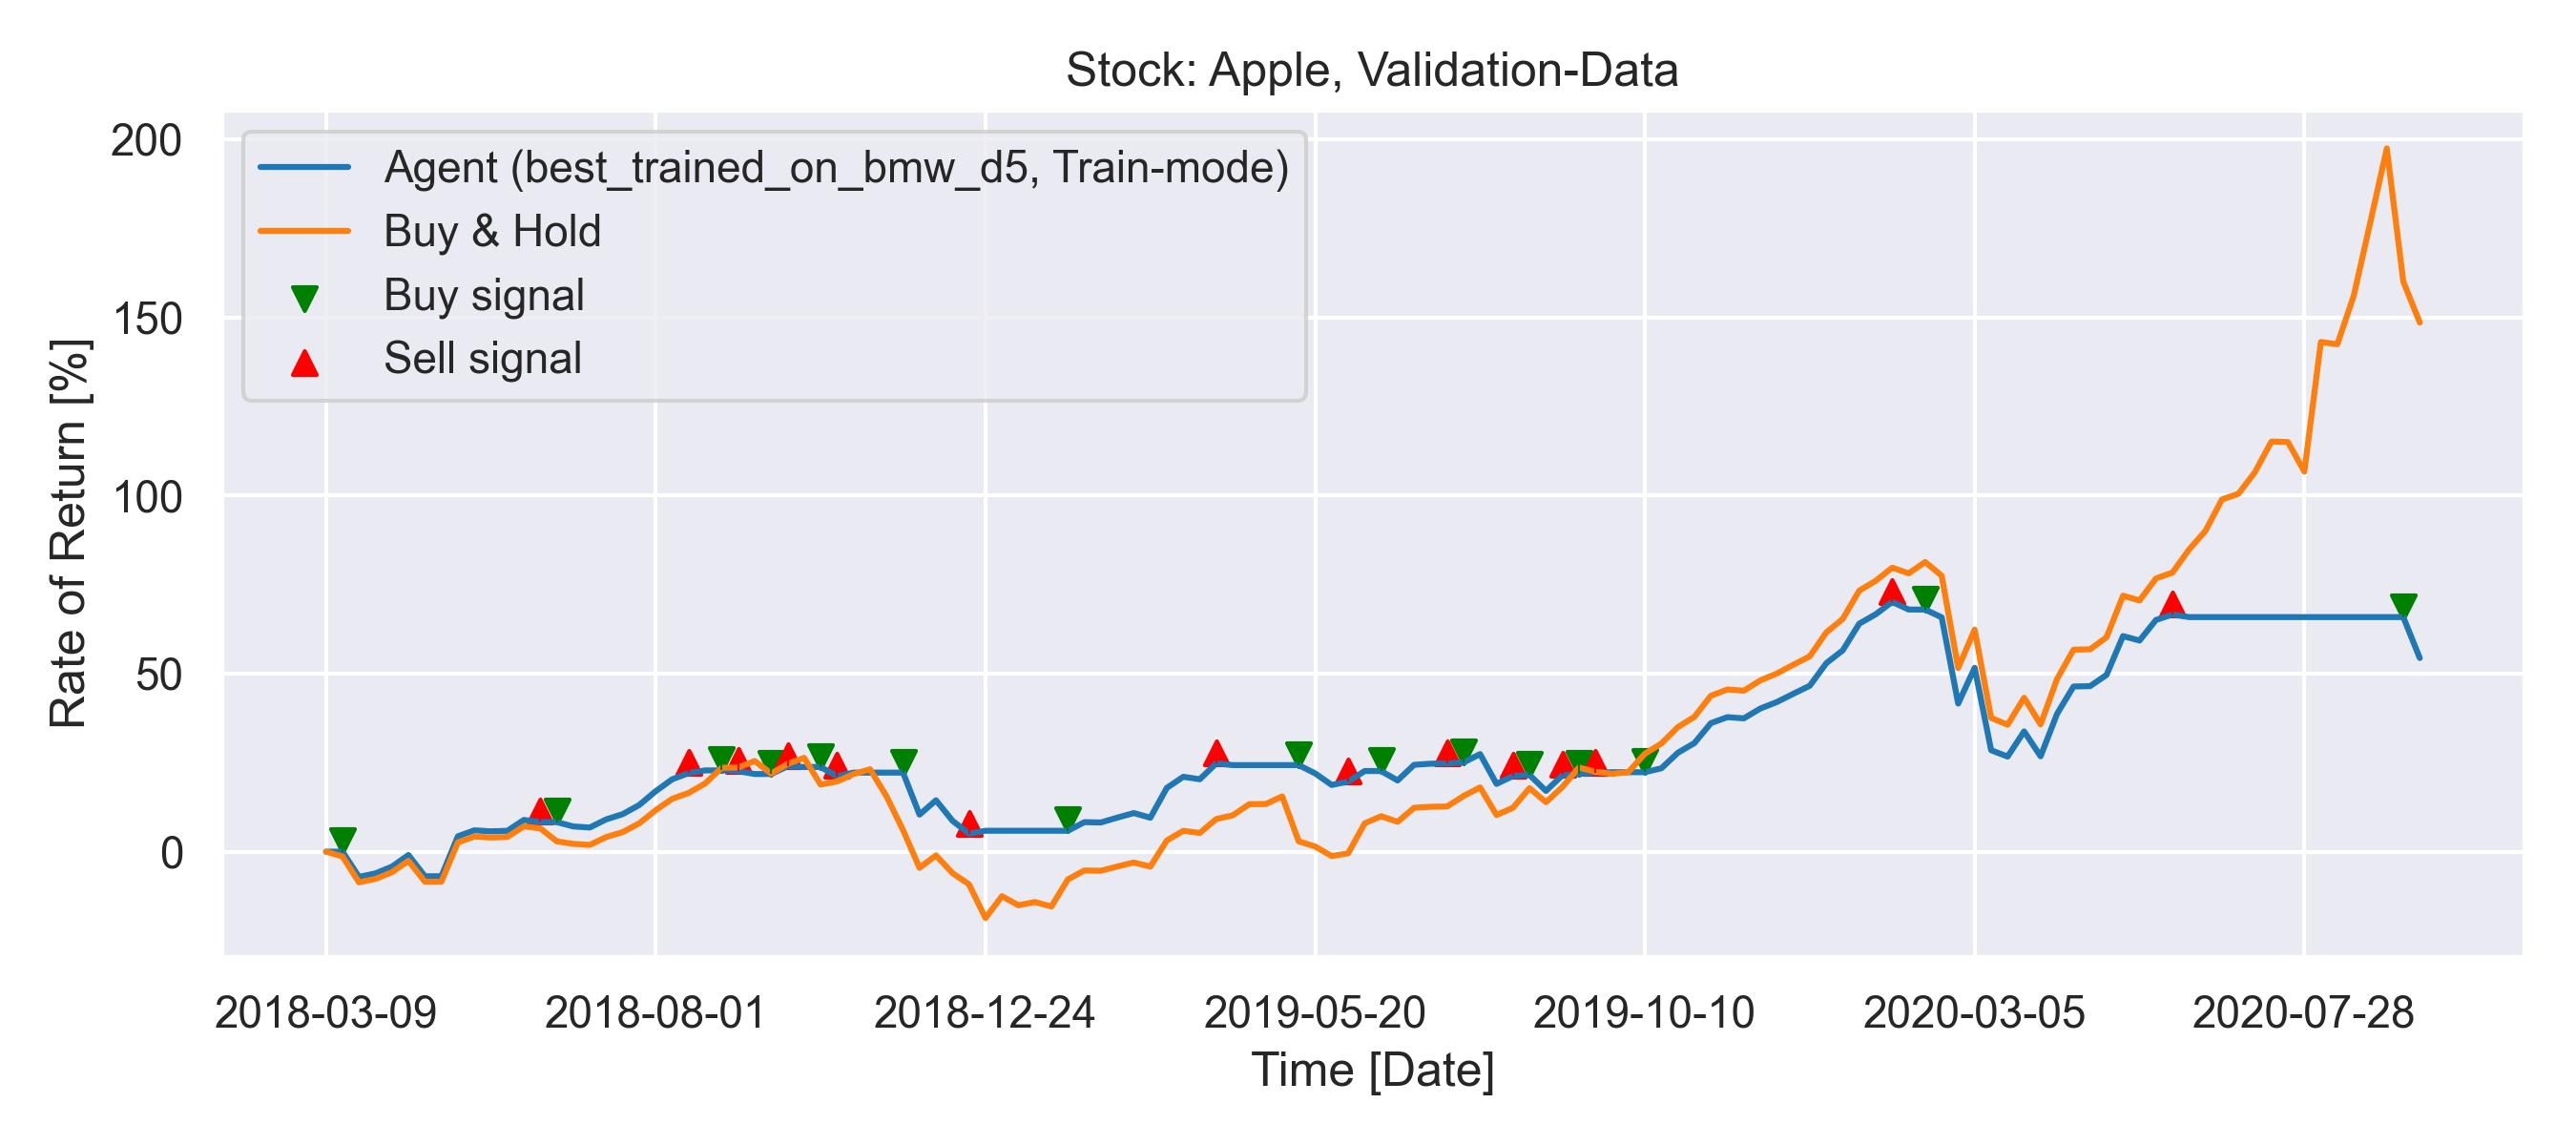 Stock: Apple, Validation-Data
200
150
100
50
0
Rate of Return [%]
Agent (best_trained_on_bmw_d5, Train-mode)
Buy & Hold
Buy signal
Sell signal
2018-03-09 2018-08-01 2018-12-24 2019-05-20 2019-10-10 2020-03-05 2020-07-28
Time [Date]